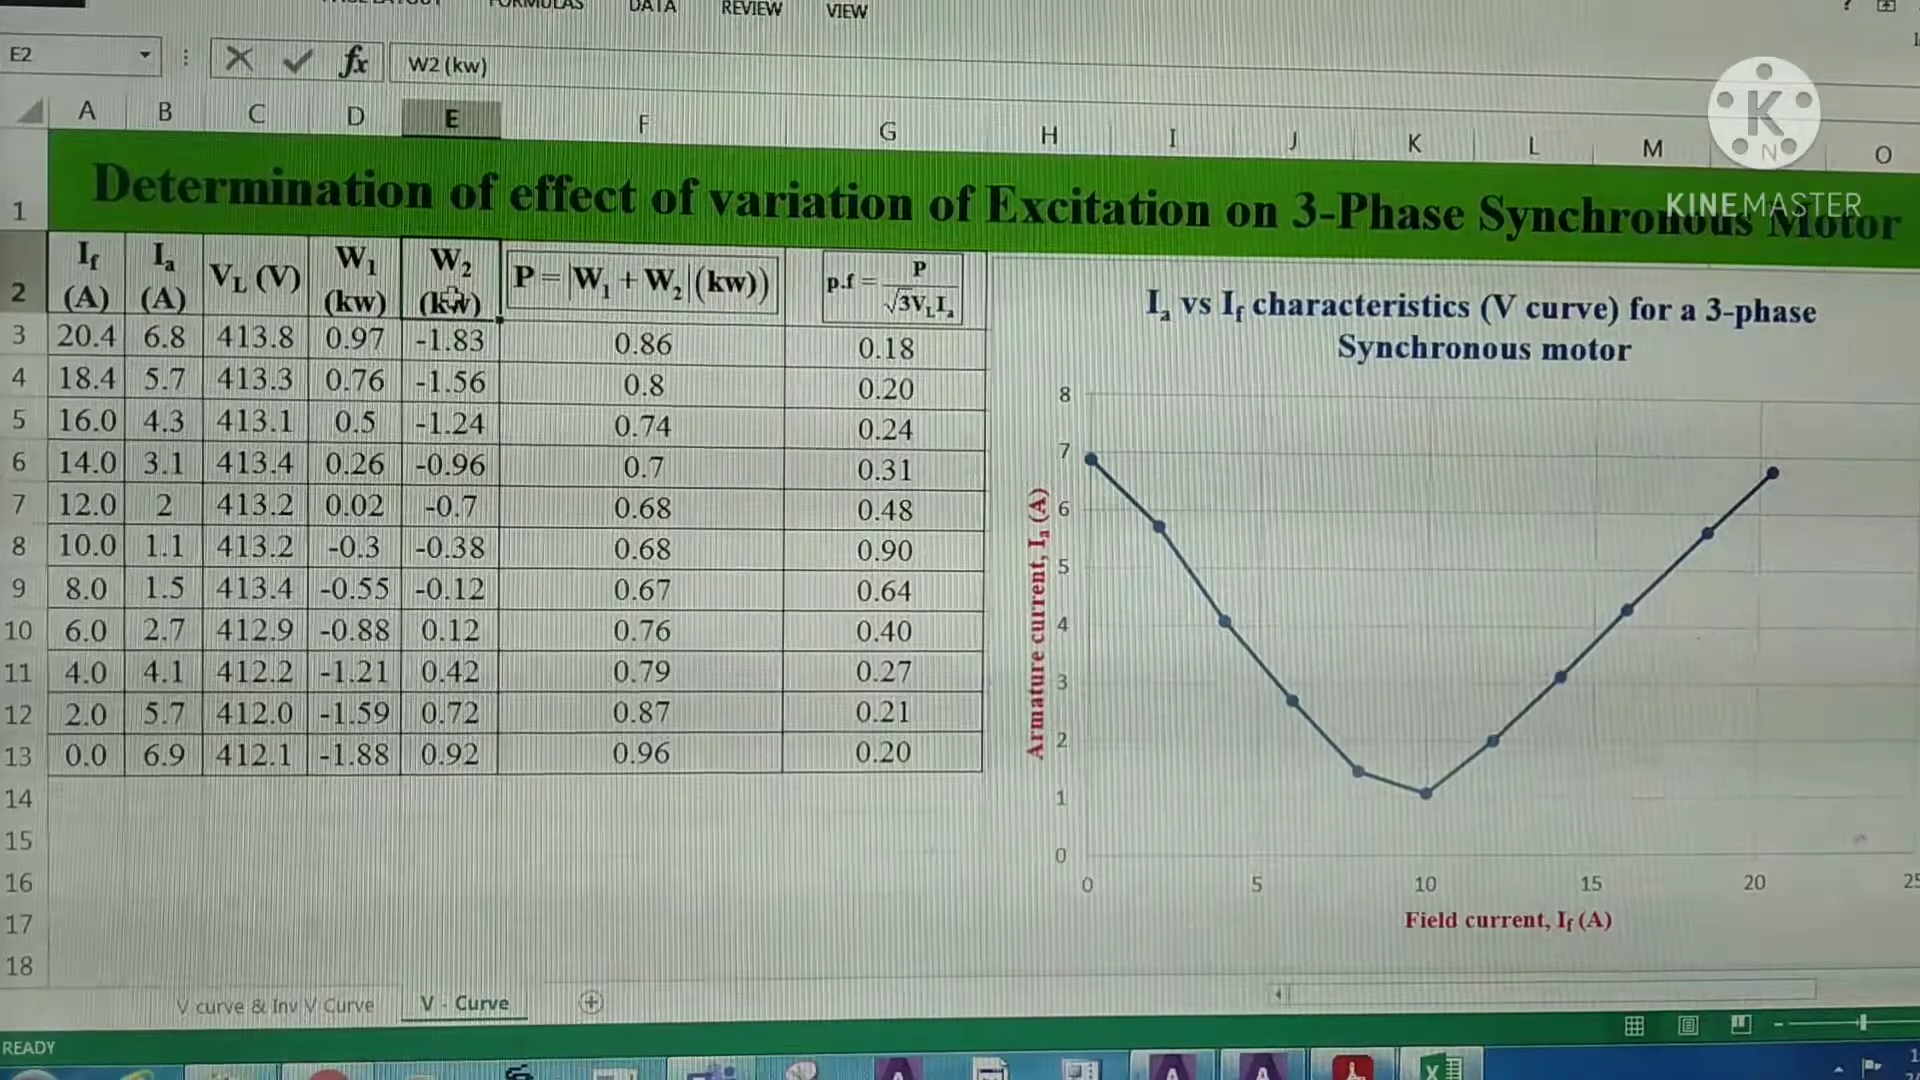 FORMULAS DATA REVIEW VIEW
E2 fx W2 (kw)
A B C D E F G H I J K L M N O
KINEMASTER
1 Determination of effect of variation of Excitation on 3-Phase Synchronous Motor
2 If (A) Ia (A) VL (V) W1 (kw) W2 (kw) P = |W1 + W2|(kw)) p.f = P / √3VLIa
3 20.4 6.8 413.8 0.97 -1.83 0.86 0.18
4 18.4 5.7 413.3 0.76 -1.56 0.8 0.20
5 16.0 4.3 413.1 0.5 -1.24 0.74 0.24
6 14.0 3.1 413.4 0.26 -0.96 0.7 0.31
7 12.0 2 413.2 0.02 -0.7 0.68 0.48
8 10.0 1.1 413.2 -0.3 -0.38 0.68 0.90
9 8.0 1.5 413.4 -0.55 -0.12 0.67 0.64
10 6.0 2.7 412.9 -0.88 0.12 0.76 0.40
11 4.0 4.1 412.2 -1.21 0.42 0.79 0.27
12 2.0 5.7 412.0 -1.59 0.72 0.87 0.21
13 0.0 6.9 412.1 -1.88 0.92 0.96 0.20
14
15
16
17
18
Ia vs If characteristics (V curve) for a 3-phase
Synchronous motor
Armature current, Ia (A)
8
7
6
5
4
3
2
1
0
0 5 10 15 20 25
Field current, If (A)
V curve & Inv V Curve V - Curve
READY